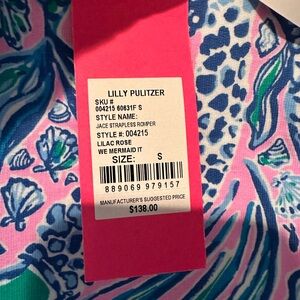 LILLY PULITZER
SKU #
004215 60631F S
STYLE NAME:
JACE STRAPLESS ROMPER
STYLE #: 004215
LILAC ROSE
WE MERMAID IT
SIZE: S
889069 979157
MANUFACTURER'S SUGGESTED PRICE
$138.00